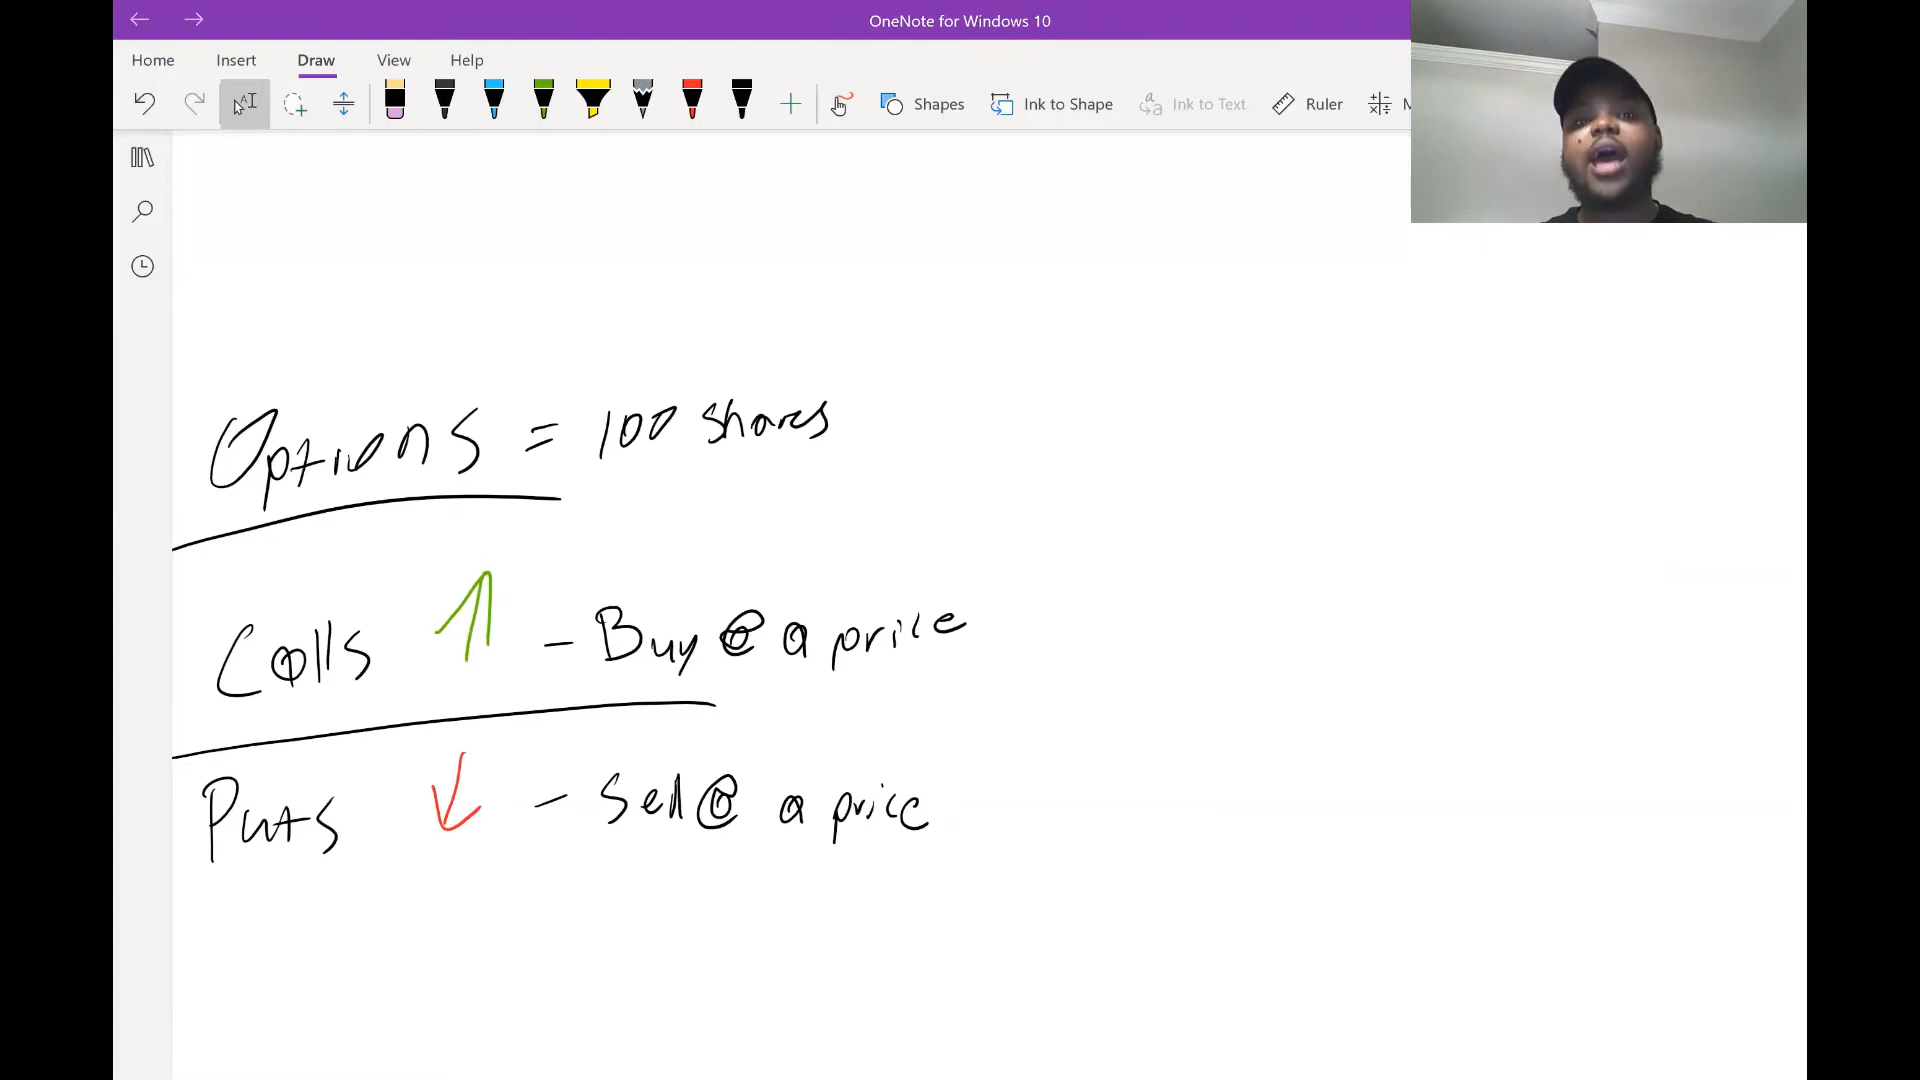 OneNote for Windows 10
Home Insert Draw View Help
Shapes Ink to Shape Ink to Text Ruler
Options = 100 shares
Calls - Buy @ a price
Puts - Sell @ a price